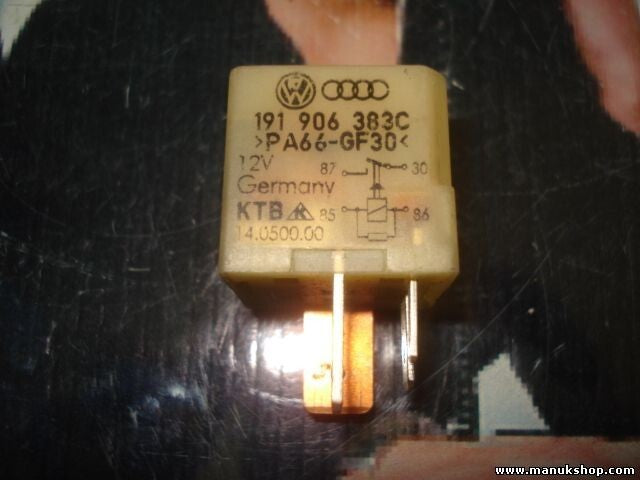 191 906 383C
>PA66-GF30<
12V 87 30
Germany
KTB 85 86
14.0500.00
www.manukshop.com